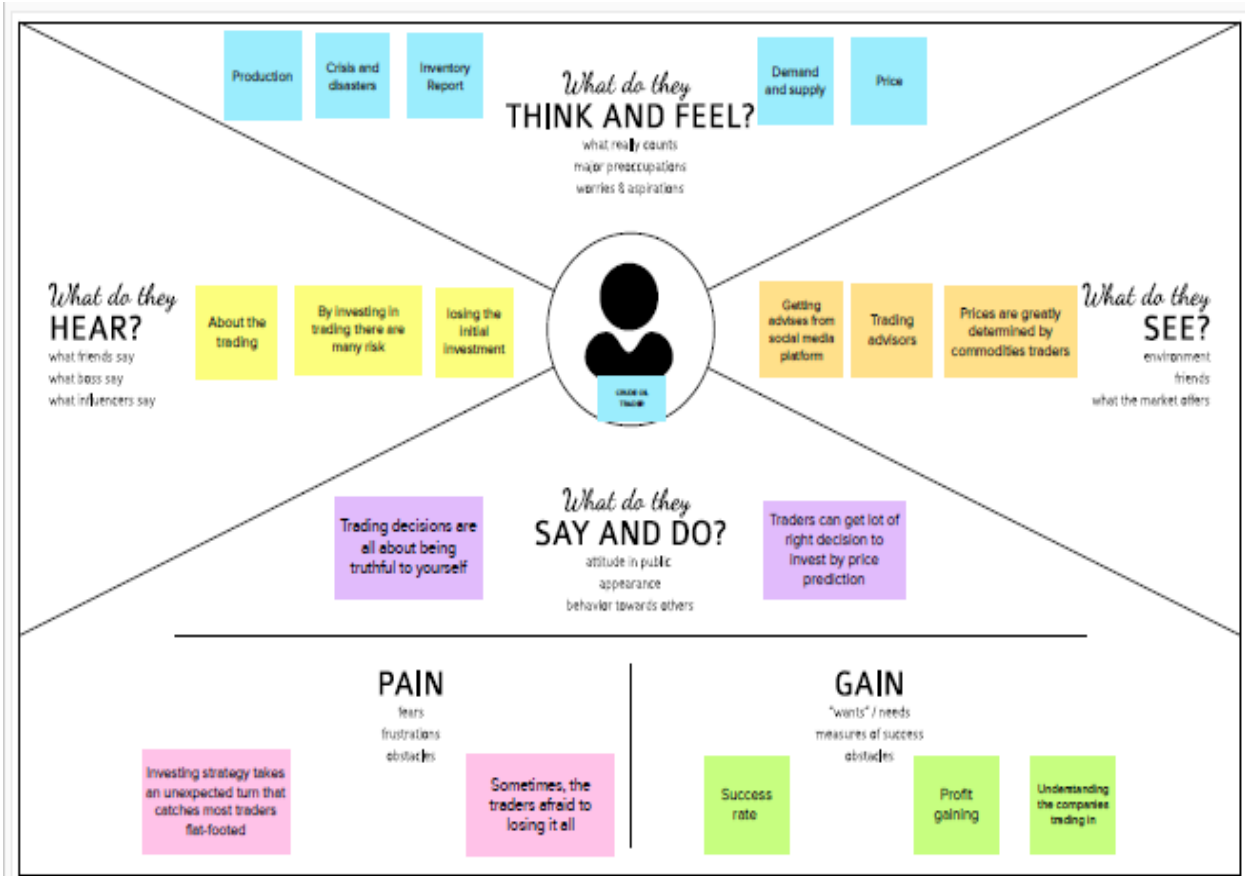 Production
Crisis and
disasters
Inventory
Report
What do they
THINK AND FEEL?
what really counts
major preoccupations
worries & aspirations
Demand
and supply
Price
What do they
HEAR?
what friends say
what boss say
what influencers say
About the
trading
By investing in
trading there are
many risk
losing the
initial
investment
CRUDE OIL
TRADER
Getting
advises from
social media
platform
Trading
advisors
Prices are greatly
determined by
commodities traders
What do they
SEE?
environment
friends
what the market offers
Trading decisions are
all about being
truthful to yourself
What do they
SAY AND DO?
attitude in public
appearance
behavior towards others
Traders can get lot of
right decision to
invest by price
prediction
PAIN
fears
frustrations
obstacles
Investing strategy takes
an unexpected turn that
catches most traders
flat-footed
Sometimes, the
traders afraid to
losing it all
GAIN
"wants" / needs
measures of success
obstacles
Success
rate
Profit
gaining
Understanding
the companies
trading in